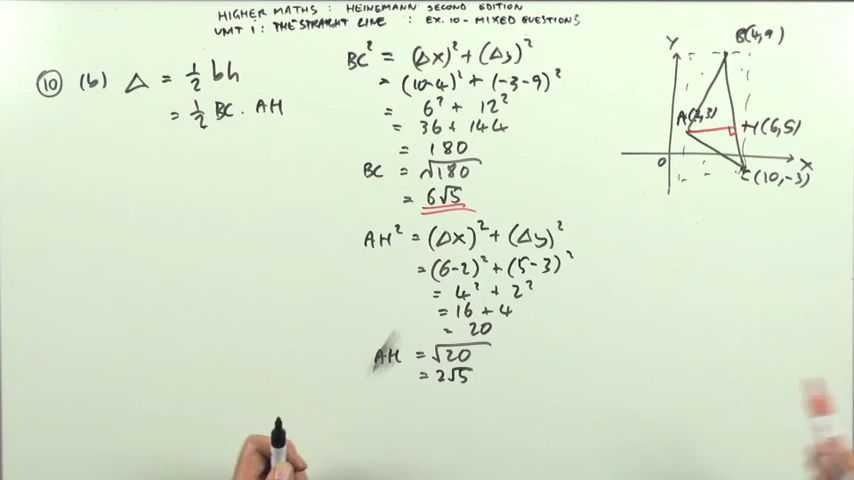 HIGHER MATHS : HEINEMANN SECOND EDITION
UNIT 1 : THE STRAIGHT LINE : EX. 10 - MIXED QUESTIONS
10 (b) Δ = 1/2 bh
= 1/2 BC . AH
BC² = (Δx)² + (Δy)²
= (10-4)² + (-3-9)²
= 6² + 12²
= 36 + 144
= 180
BC = √180
= 6√5
AH² = (Δx)² + (Δy)²
= (6-2)² + (5-3)²
= 4² + 2²
= 16 + 4
= 20
AH = √20
= 2√5
Y
B(4,9)
A(2,3)
H(6,5)
O
X
C(10,-3)